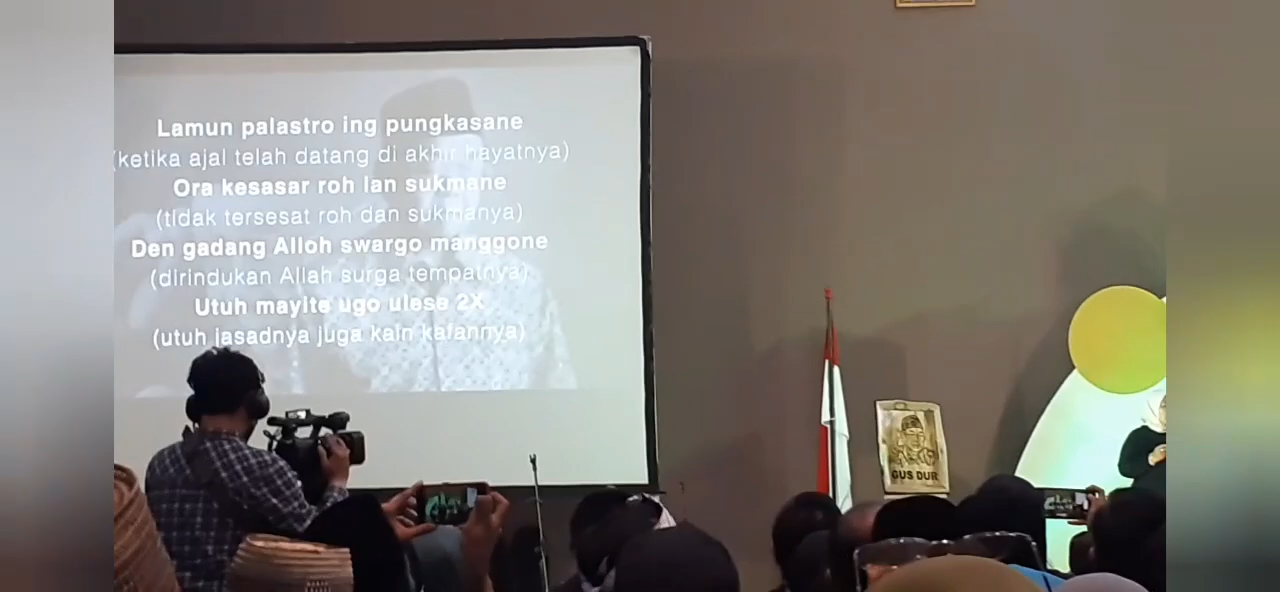 Lamun palastro ing pungkasane
(ketika ajal telah datang di akhir hayatnya)
Ora kesasar roh lan sukmane
(tidak tersesat roh dan sukmanya)
Den gadang Alloh swargo manggone
(dirindukan Allah surga tempatnya)
Utuh mayite ugo ulese 2X
(utuh jasadnya juga kain kafannya)
GUS DUR